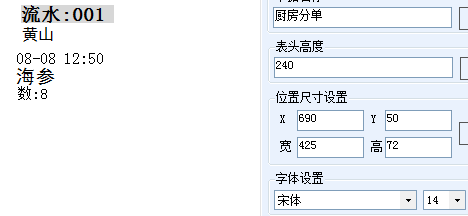 流水:001
黄山
08-08 12:50
海参
数:8
厨房分单
表头高度
240
位置尺寸设置
X 690 Y 50
宽 425 高 72
字体设置
宋体 14